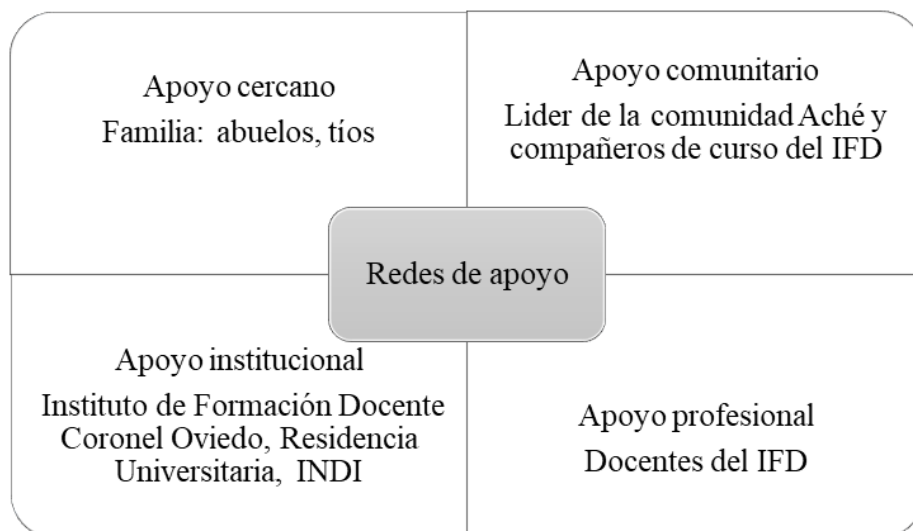 Apoyo cercano
Familia: abuelos, tíos
Apoyo comunitario
Lider de la comunidad Aché y
compañeros de curso del IFD
Redes de apoyo
Apoyo institucional
Instituto de Formación Docente
Coronel Oviedo, Residencia
Universitaria, INDI
Apoyo profesional
Docentes del IFD